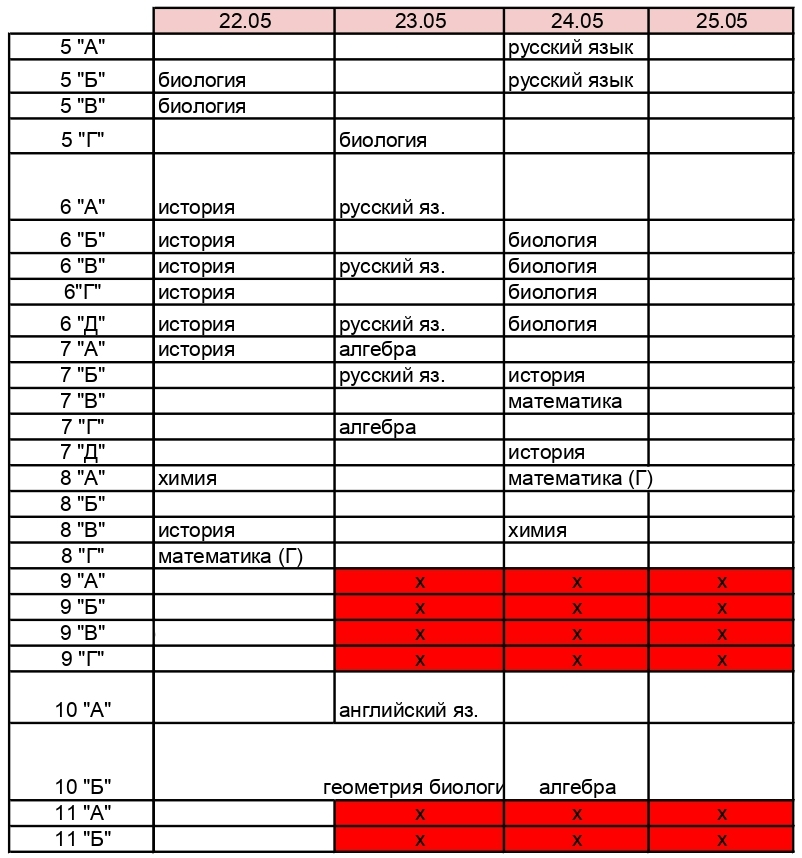 22.05 23.05 24.05 25.05
5 "А" русский язык
5 "Б" биология русский язык
5 "В" биология
5 "Г" биология
6 "А" история русский яз.
6 "Б" история биология
6 "В" история русский яз. биология
6"Г" история биология
6 "Д" история русский яз. биология
7 "А" история алгебра
7 "Б" русский яз. история
7 "В" математика
7 "Г" алгебра
7 "Д" история
8 "А" химия математика (Г)
8 "Б"
8 "В" история химия
8 "Г" математика (Г)
9 "А" х х х
9 "Б" х х х
9 "В" х х х
9 "Г" х х х
10 "А" английский яз.
10 "Б" геометрия биологи алгебра
11 "А" х х х
11 "Б" х х х